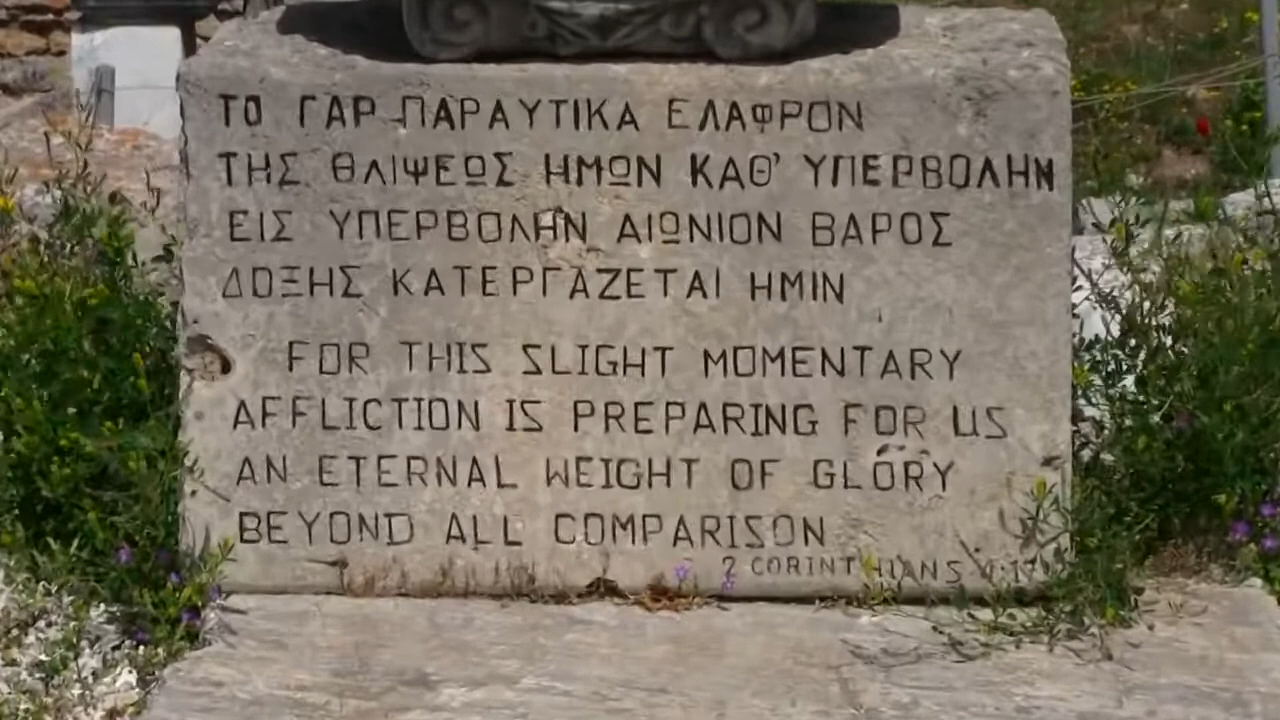 ΤΟ ΓΑΡ ΠΑΡΑΥΤΙΚΑ ΕΛΑΦΡΟΝ
ΤΗΣ ΘΛΙΨΕΩΣ ΗΜΩΝ ΚΑΘ' ΥΠΕΡΒΟΛΗΝ
ΕΙΣ ΥΠΕΡΒΟΛΗΝ ΑΙΩΝΙΟΝ ΒΑΡΟΣ
ΔΟΞΗΣ ΚΑΤΕΡΓΑΖΕΤΑΙ ΗΜΙΝ
FOR THIS SLIGHT MOMENTARY
AFFLICTION IS PREPARING FOR US
AN ETERNAL WEIGHT OF GLORY
BEYOND ALL COMPARISON
2 CORINTHIANS